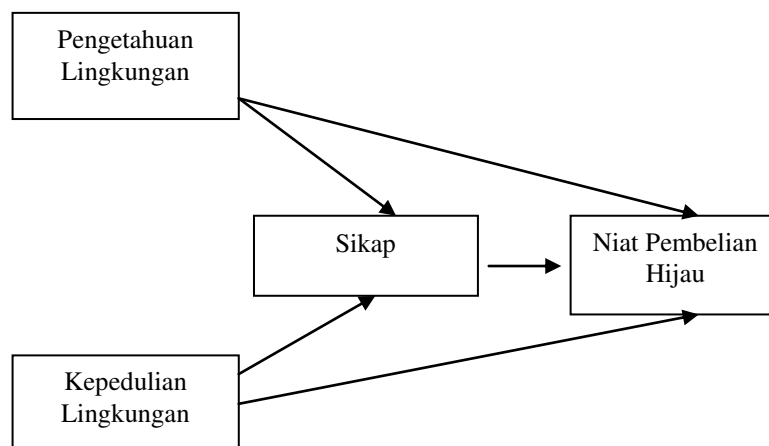 Pengetahuan
Lingkungan
Sikap
Niat Pembelian
Hijau
Kepedulian
Lingkungan